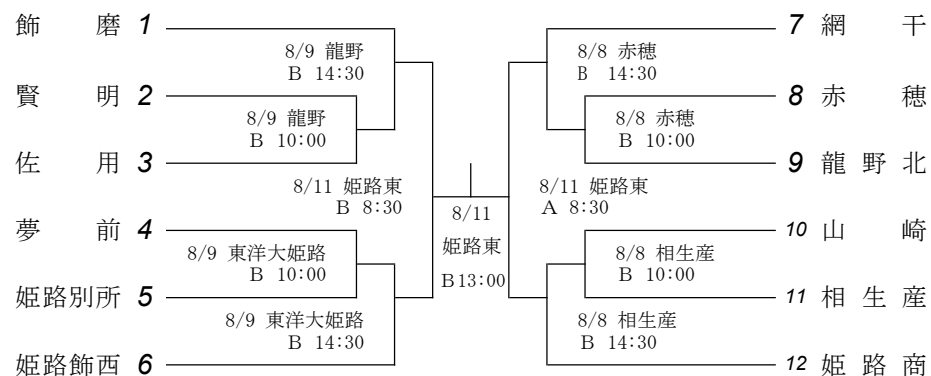 飾磨 1
8/9 龍野
B 14:30
賢明 2
8/9 龍野
B 10:00
佐用 3
8/11 姫路東
B 8:30
夢前 4
8/9 東洋大姫路
B 10:00
姫路別所 5
8/9 東洋大姫路
B 14:30
姫路飾西 6
8/11
姫路東
B13:00
7 網干
8/8 赤穂
B 14:30
8 赤穂
8/8 赤穂
B 10:00
9 龍野北
8/11 姫路東
A 8:30
10 山崎
8/8 相生産
B 10:00
11 相生産
8/8 相生産
B 14:30
12 姫路商